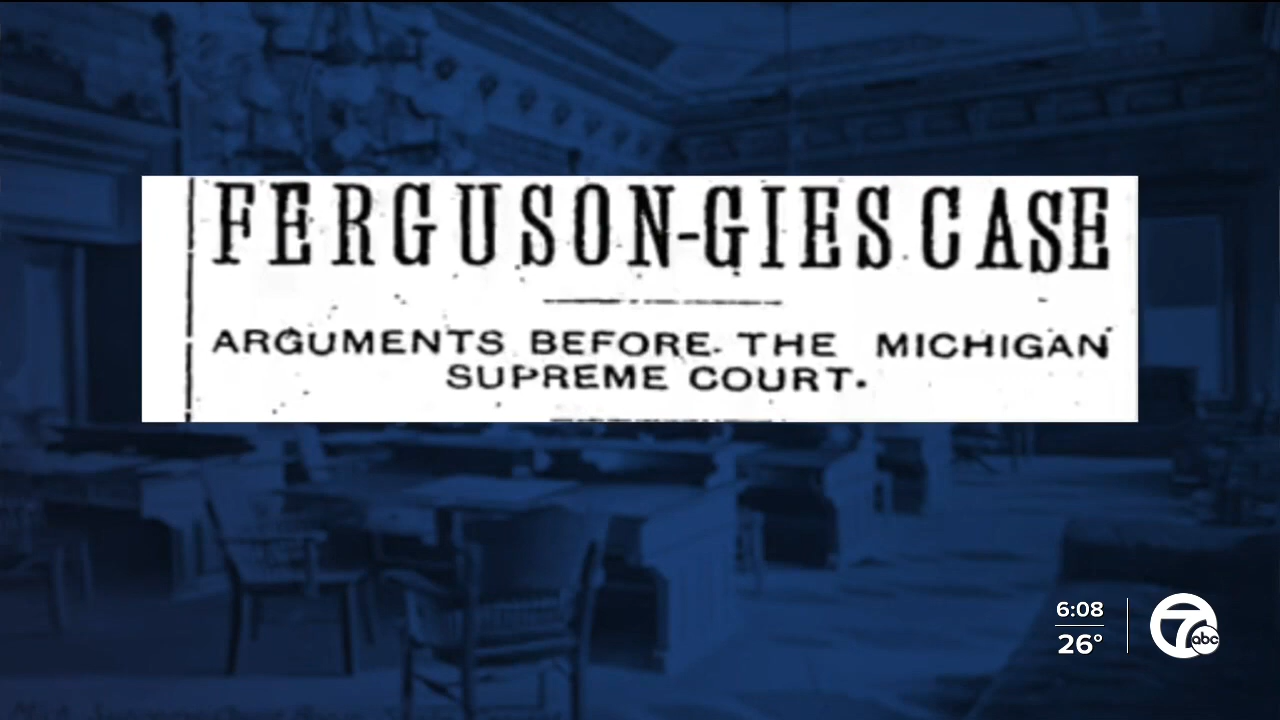 FERGUSON-GIES CASE
ARGUMENTS BEFORE THE MICHIGAN
SUPREME COURT.
6:08
26°
7 abc